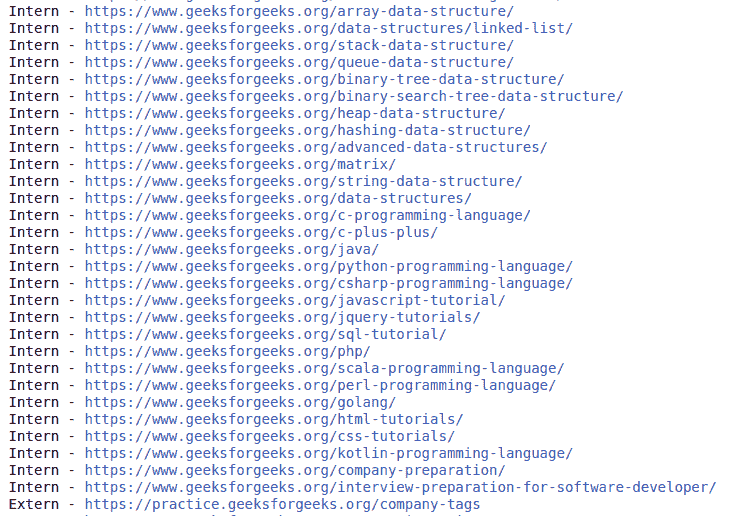 Intern - https://www.geeksforgeeks.org/array-data-structure/
Intern - https://www.geeksforgeeks.org/data-structures/linked-list/
Intern - https://www.geeksforgeeks.org/stack-data-structure/
Intern - https://www.geeksforgeeks.org/queue-data-structure/
Intern - https://www.geeksforgeeks.org/binary-tree-data-structure/
Intern - https://www.geeksforgeeks.org/binary-search-tree-data-structure/
Intern - https://www.geeksforgeeks.org/heap-data-structure/
Intern - https://www.geeksforgeeks.org/hashing-data-structure/
Intern - https://www.geeksforgeeks.org/advanced-data-structures/
Intern - https://www.geeksforgeeks.org/matrix/
Intern - https://www.geeksforgeeks.org/string-data-structure/
Intern - https://www.geeksforgeeks.org/data-structures/
Intern - https://www.geeksforgeeks.org/c-programming-language/
Intern - https://www.geeksforgeeks.org/c-plus-plus/
Intern - https://www.geeksforgeeks.org/java/
Intern - https://www.geeksforgeeks.org/python-programming-language/
Intern - https://www.geeksforgeeks.org/csharp-programming-language/
Intern - https://www.geeksforgeeks.org/javascript-tutorial/
Intern - https://www.geeksforgeeks.org/jquery-tutorials/
Intern - https://www.geeksforgeeks.org/sql-tutorial/
Intern - https://www.geeksforgeeks.org/php/
Intern - https://www.geeksforgeeks.org/scala-programming-language/
Intern - https://www.geeksforgeeks.org/perl-programming-language/
Intern - https://www.geeksforgeeks.org/golang/
Intern - https://www.geeksforgeeks.org/html-tutorials/
Intern - https://www.geeksforgeeks.org/css-tutorials/
Intern - https://www.geeksforgeeks.org/kotlin-programming-language/
Intern - https://www.geeksforgeeks.org/company-preparation/
Intern - https://www.geeksforgeeks.org/interview-preparation-for-software-developer/
Extern - https://practice.geeksforgeeks.org/company-tags